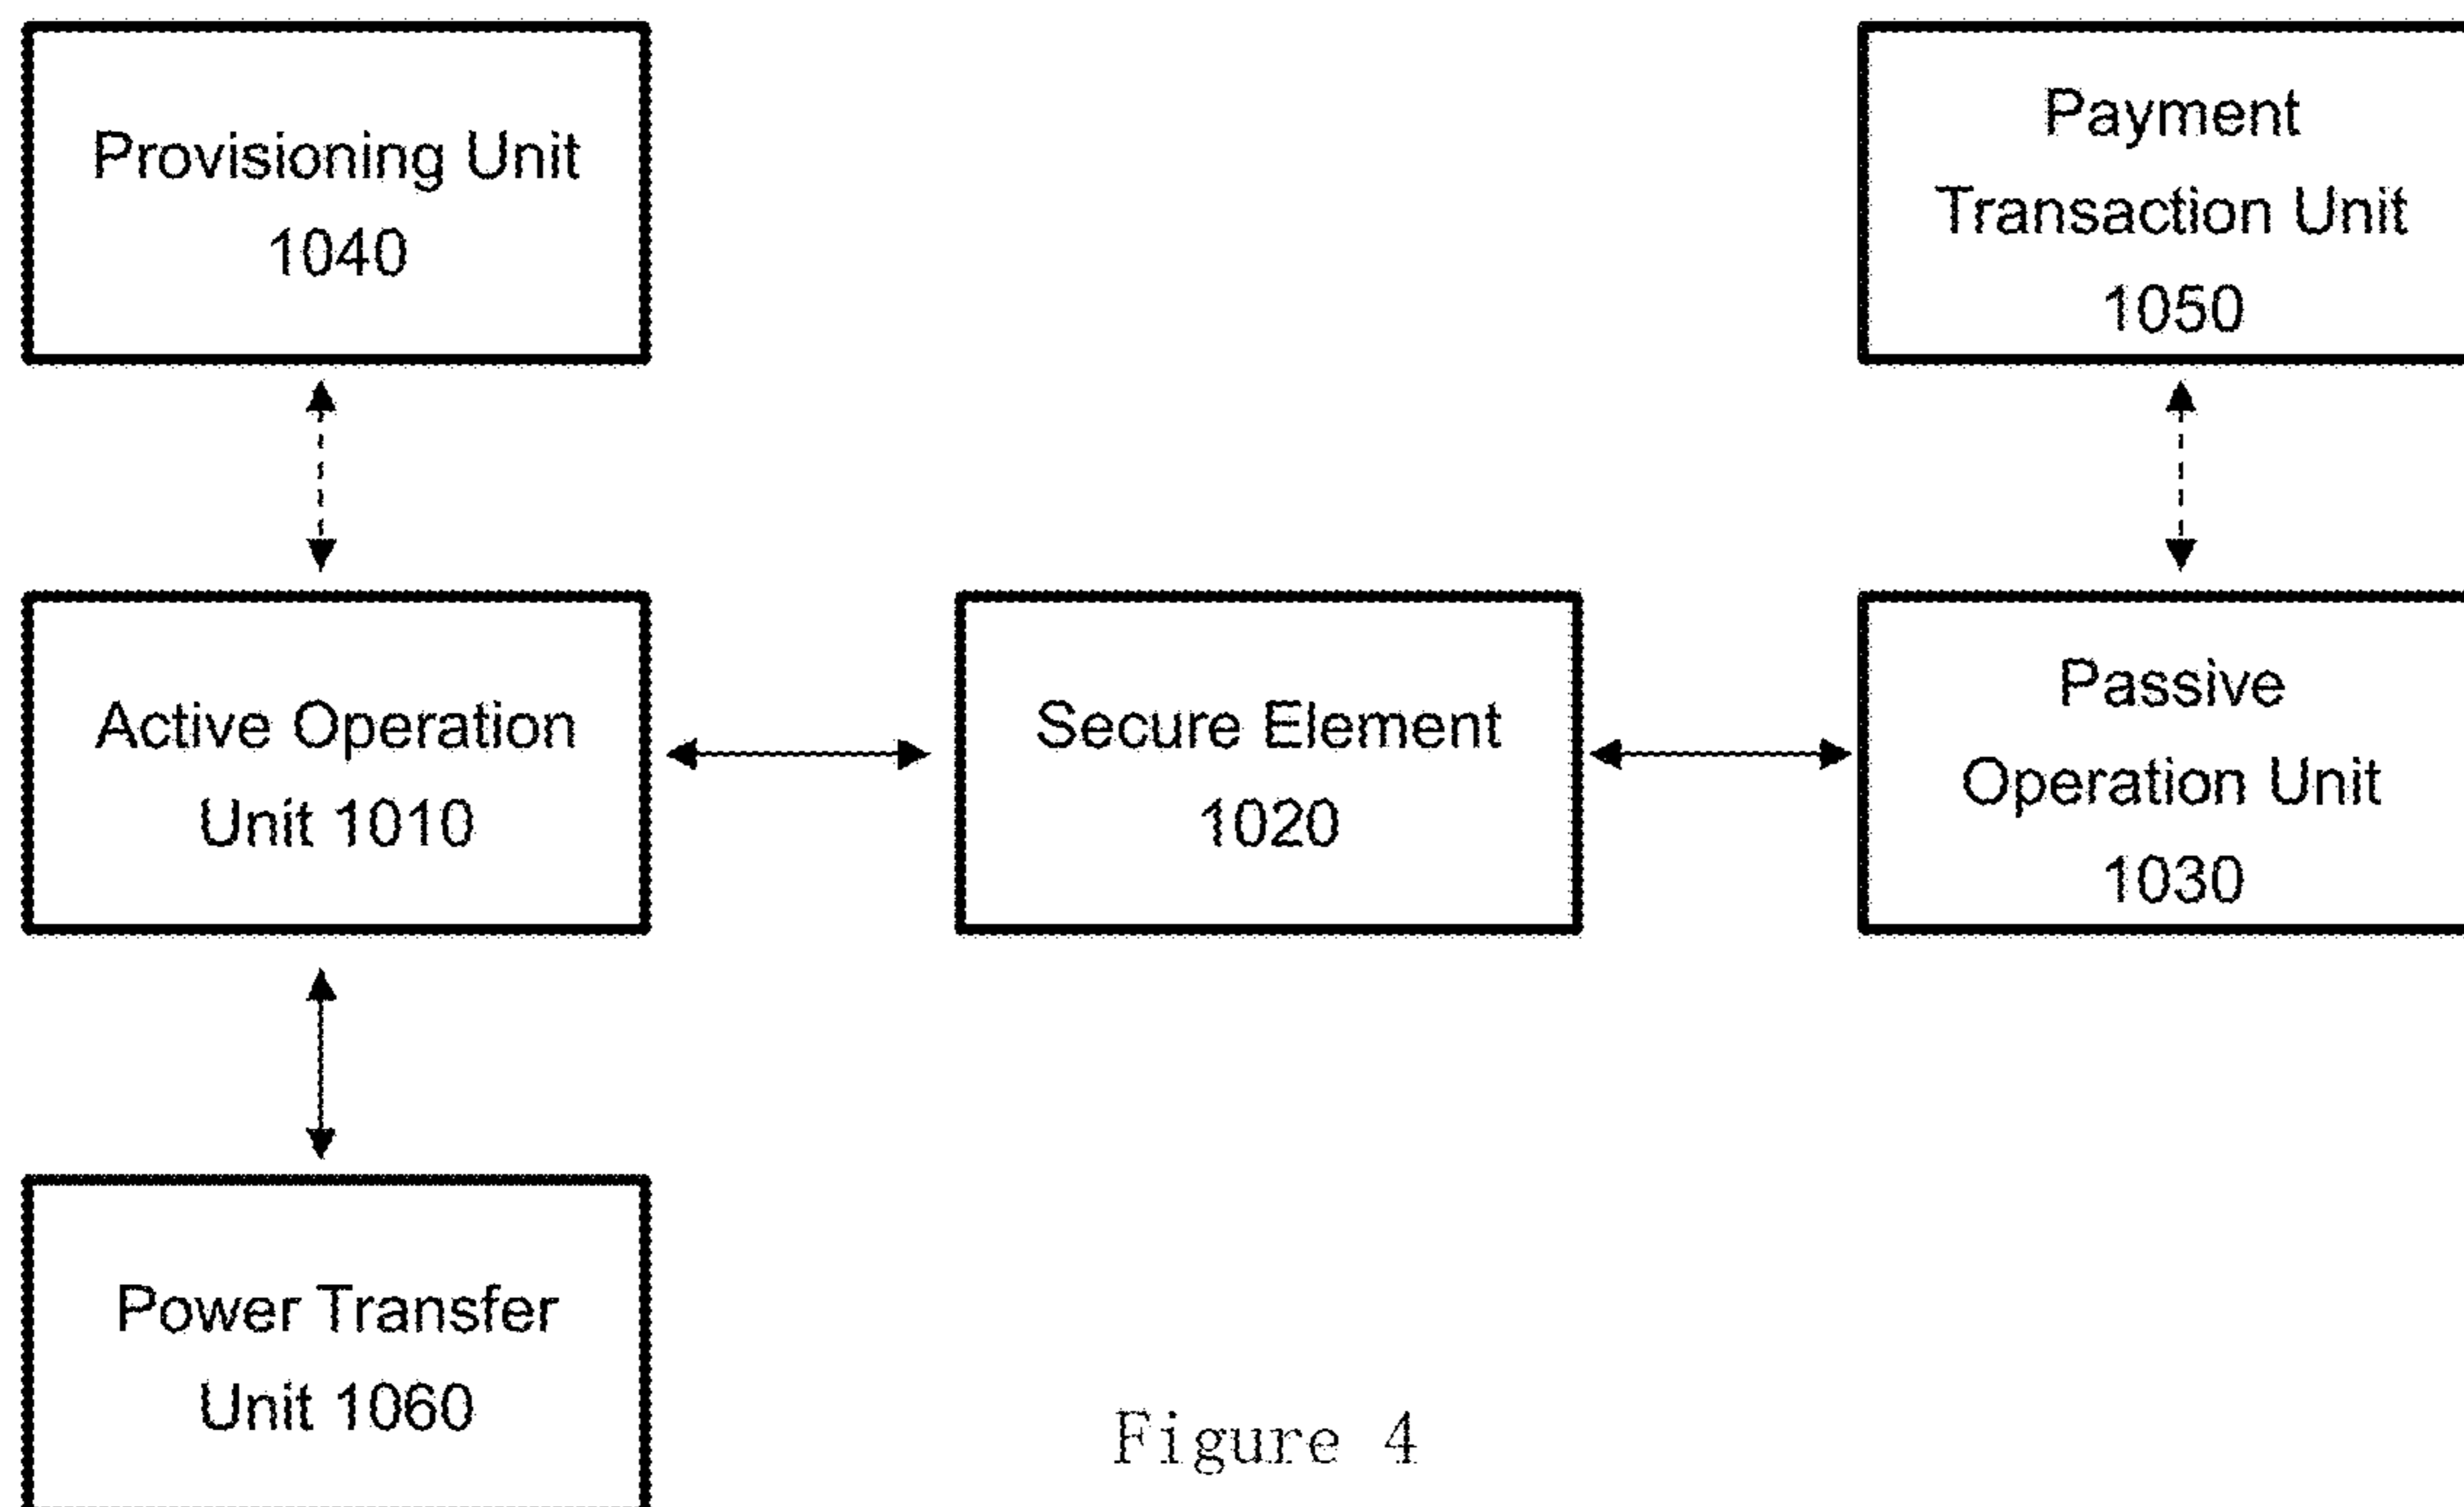 Provisioning Unit
1040
Payment
Transaction Unit
1050
Active Operation
Unit 1010
Secure Element
1020
Passive
Operation Unit
1030
Power Transfer
Unit 1060
Figure 4